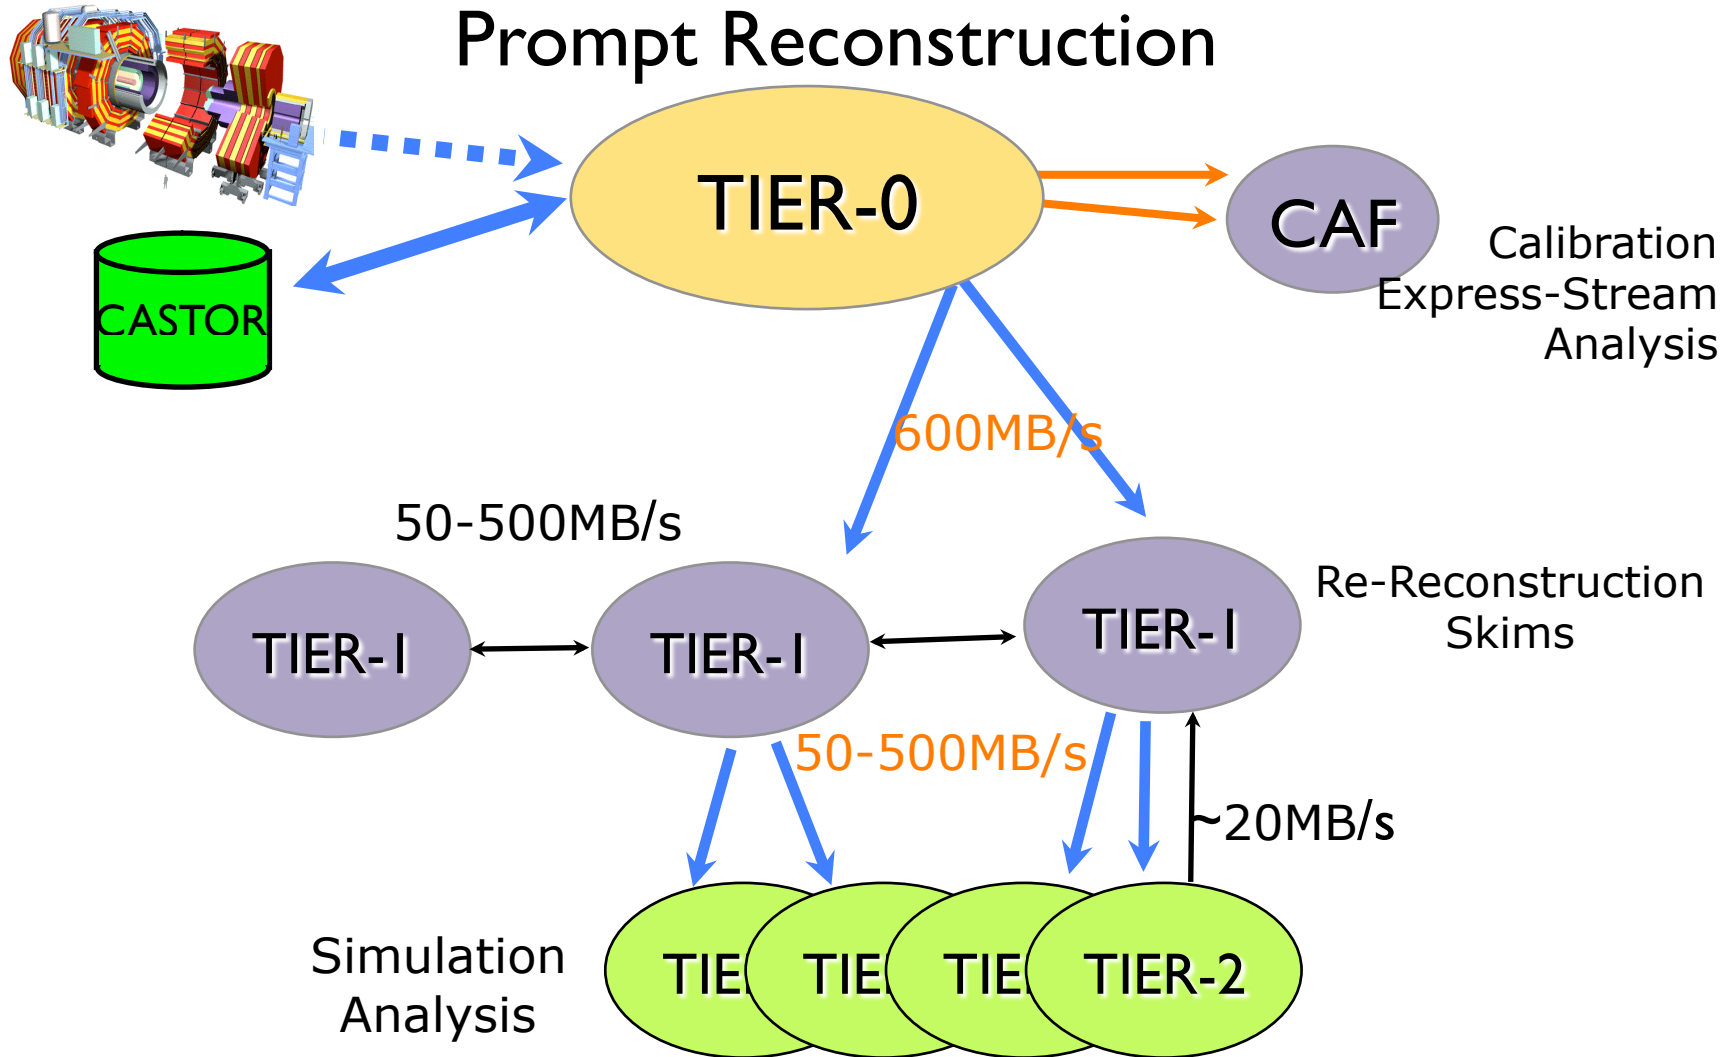 Prompt Reconstruction
TIER-0
CAF
Calibration
Express-Stream
Analysis
CASTOR
600MB/s
50-500MB/s
TIER-1
TIER-1
TIER-1
Re-Reconstruction
Skims
50-500MB/s
~20MB/s
Simulation
Analysis
TIE
TIE
TIE
TIER-2